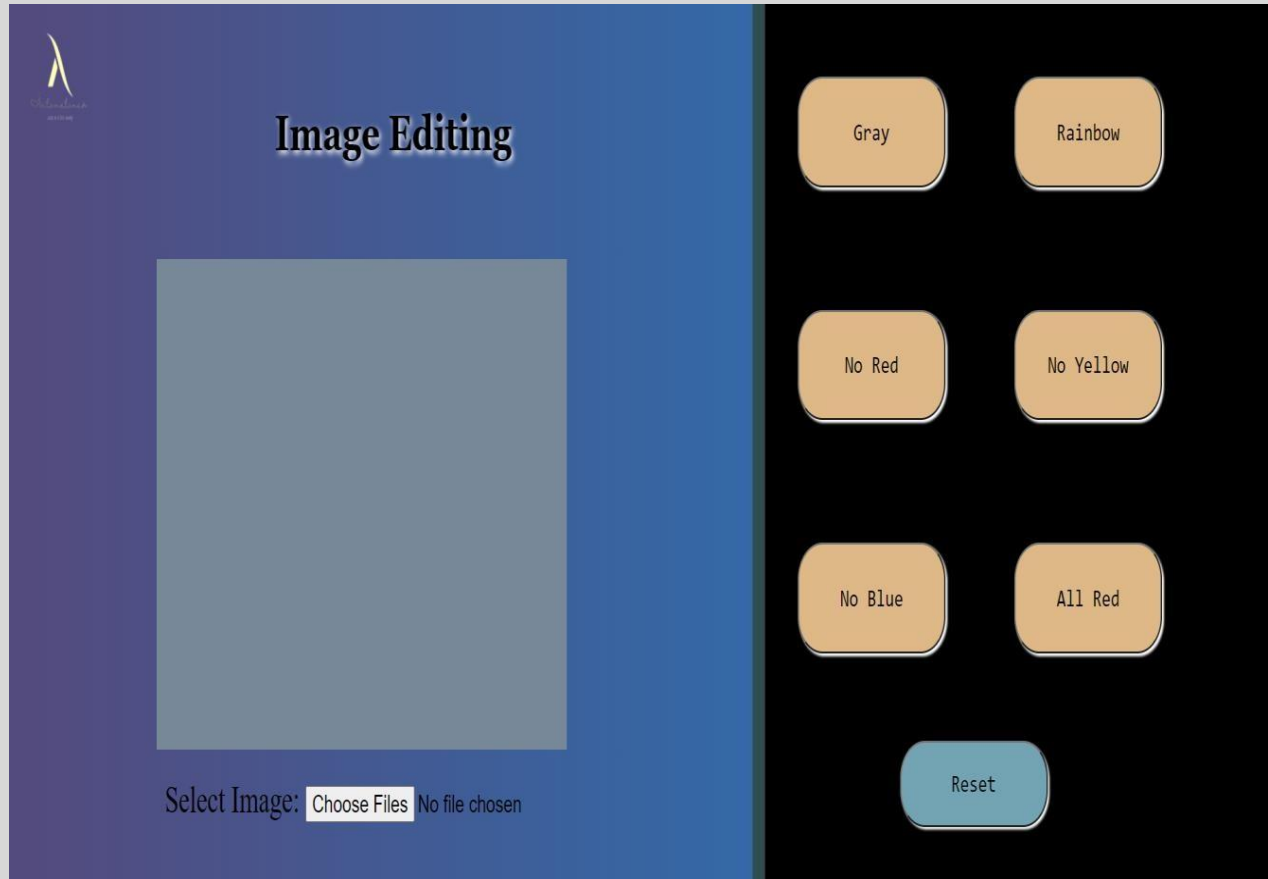 Image Editing
Select Image: Choose Files No file chosen
Gray
Rainbow
No Red
No Yellow
No Blue
All Red
Reset